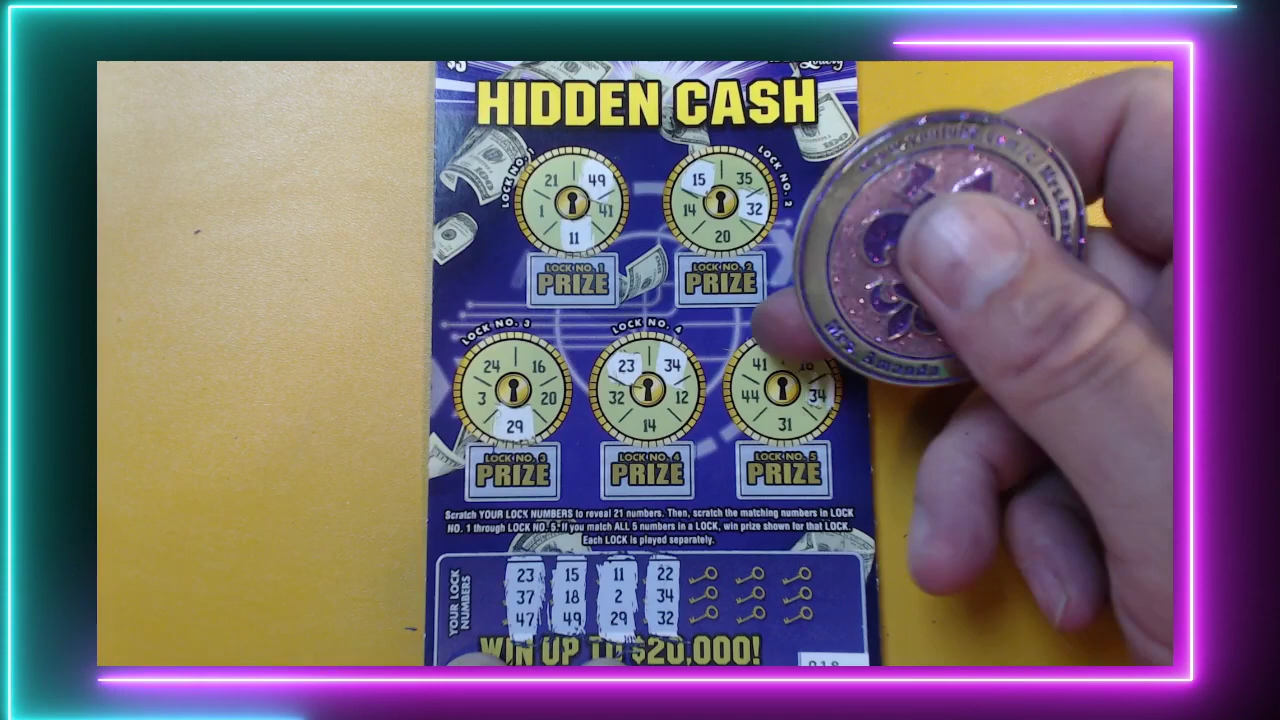 $5
HIDDEN CASH
LOCK NO.
LOCK NO. 2
21 49
1 41
11
15 35
14 32
20
LOCK NO. 1
PRIZE
LOCK NO. 2
PRIZE
LOCK NO. 3
LOCK NO. 4
24 16
3 20
29
23 34
32 12
14
41
44 34
31
LOCK NO. 3
PRIZE
LOCK NO. 4
PRIZE
LOCK NO. 5
PRIZE
Scratch YOUR LOCK NUMBERS to reveal 21 numbers. Then, scratch the matching numbers in LOCK
NO. 1 through LOCK NO. 5. If you match ALL 5 numbers in a LOCK, win prize shown for that LOCK.
Each LOCK is played separately.
YOUR LOCK
NUMBERS
23 15 11 22
37 18 2 34
47 49 29 32
WIN UP TO $20,000!
Mrs Amanda